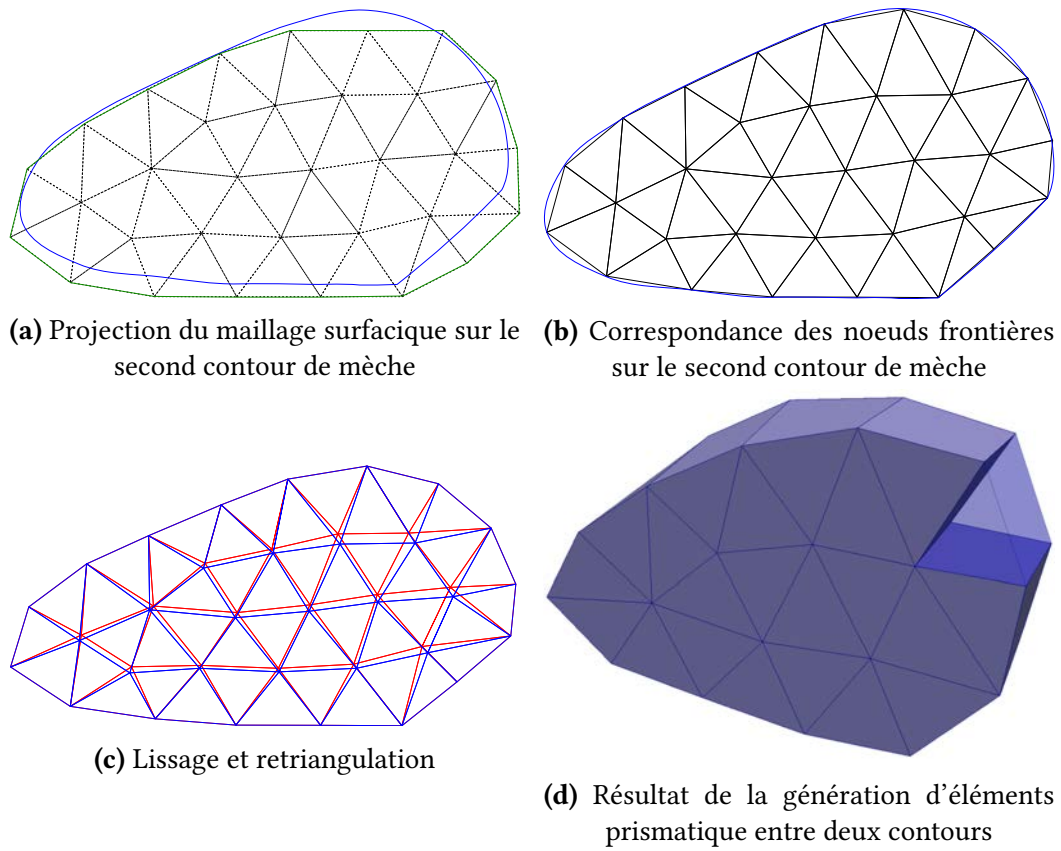 (a) Projection du maillage surfacique sur le
second contour de mèche
(b) Correspondance des noeuds frontières
sur le second contour de mèche
(c) Lissage et retriangulation
(d) Résultat de la génération d'éléments
prismatique entre deux contours